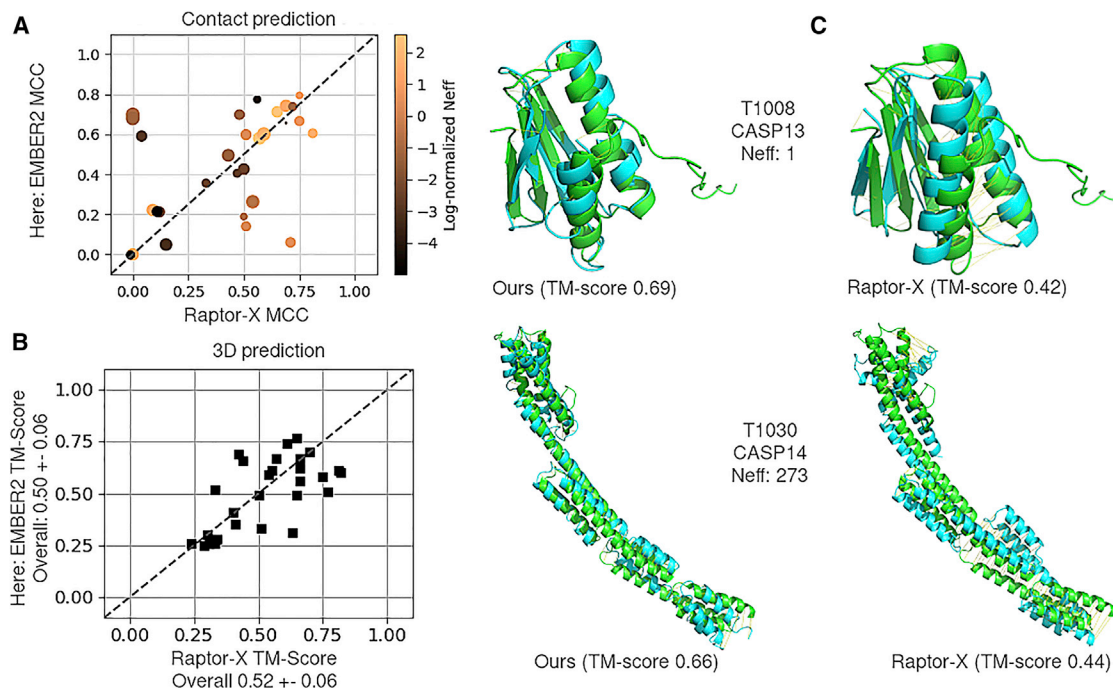 A
Contact prediction
1.0
0.8
0.6
0.4
0.2
0.0
0.00 0.25 0.50 0.75 1.00
Here: EMBER2 MCC
Raptor-X MCC
2
1
0
−1
−2
−3
−4
Log-normalized Neff
Ours (TM-score 0.69)
T1008
CASP13
Neff: 1
C
Raptor-X (TM-score 0.42)
B
3D prediction
1.00
0.75
0.50
0.25
0.00
0.00 0.25 0.50 0.75 1.00
Here: EMBER2 TM-Score
Overall: 0.50 +- 0.06
Raptor-X TM-Score
Overall 0.52 +- 0.06
Ours (TM-score 0.66)
T1030
CASP14
Neff: 273
Raptor-X (TM-score 0.44)